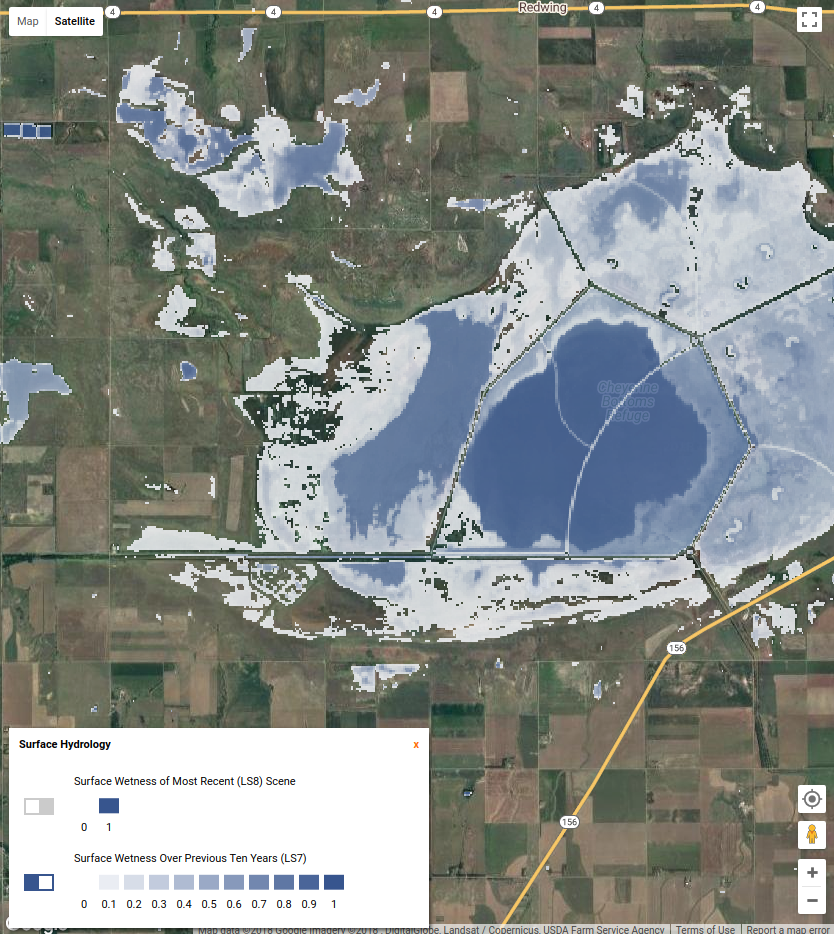 Redwing
4 4 4 4 4
Map Satellite
Cheyenne
Bottoms
Refuge
156
156
Surface Hydrology x
Surface Wetness of Most Recent (LS8) Scene
0 1
Surface Wetness Over Previous Ten Years (LS7)
0 0.1 0.2 0.3 0.4 0.5 0.6 0.7 0.8 0.9 1
Google
Map data ©2018 Google Imagery ©2018 , DigitalGlobe, Landsat / Copernicus, USDA Farm Service Agency Terms of Use Report a map error